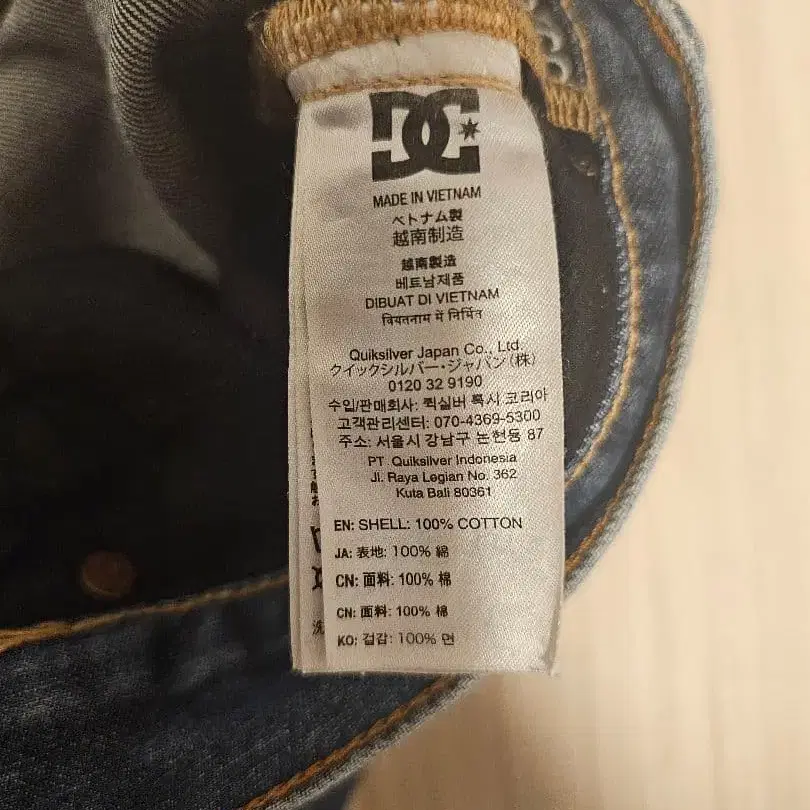 DC
MADE IN VIETNAM
ベトナム製
越南制造
越南製造
베트남제품
DIBUAT DI VIETNAM
वियतनाम में निर्मित
Quiksilver Japan Co., Ltd.
クイックシルバー・ジャパン(株)
0120 32 9190
수입/판매회사: 퀵실버 록시 코리아
고객관리센터: 070-4369-5300
주소: 서울시 강남구 논현동 87
PT Quiksilver Indonesia
Jl. Raya Legian No. 362
Kuta Bali 80361
EN: SHELL: 100% COTTON
JA: 表地: 100% 綿
CN: 面料: 100% 棉
CN: 面料: 100% 棉
KO: 겉감: 100% 면
洗